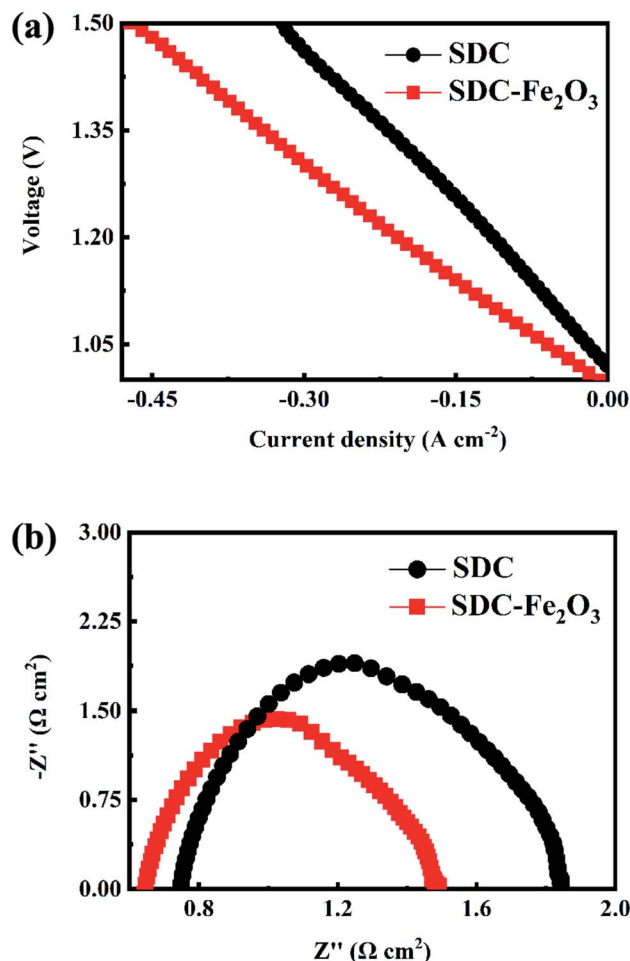 (a)
1.50
1.35
1.20
1.05
Voltage (V)
SDC
SDC-Fe₂O₃
-0.45 -0.30 -0.15 0.00
Current density (A cm⁻²)
(b)
3.00
2.25
1.50
0.75
0.00
-Z'' (Ω cm²)
SDC
SDC-Fe₂O₃
0.8 1.2 1.6 2.0
Z'' (Ω cm²)